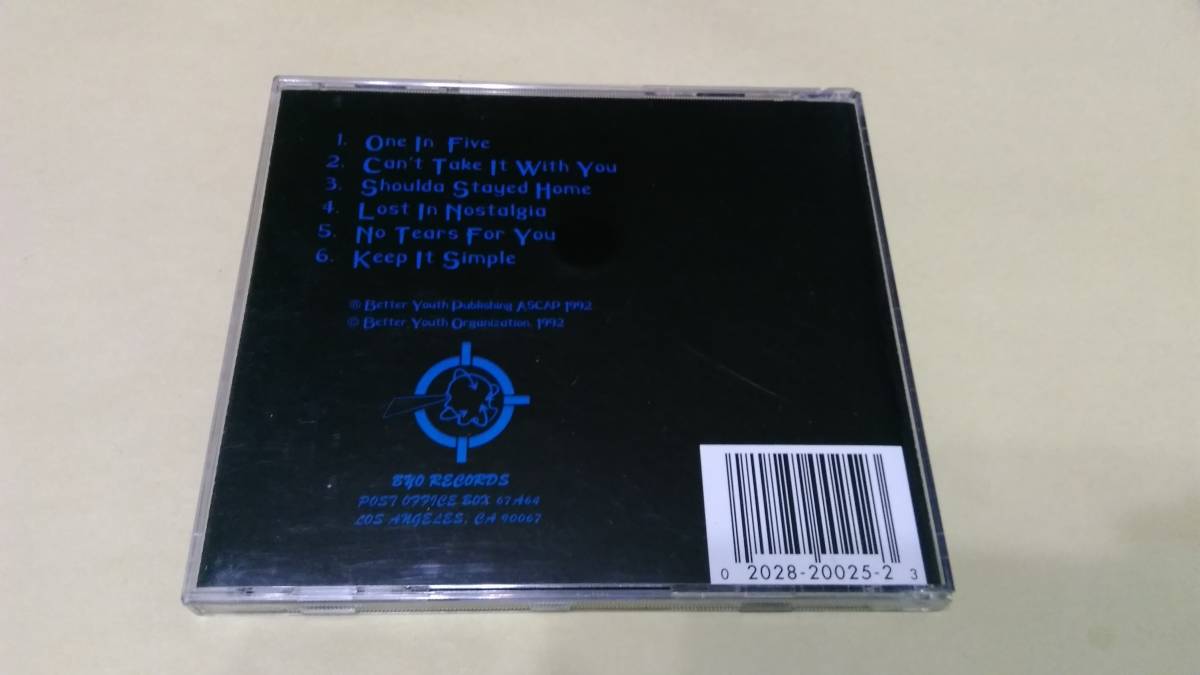 1. One In Five
2. Can't Take It With You
3. Shoulda Stayed Home
4. Lost In Nostalgia
5. No Tears For You
6. Keep It Simple
℗ Better Youth Publishing ASCAP 1992
© Better Youth Organization, 1992
BYO RECORDS
POST OFFICE BOX 67A64
LOS ANGELES, CA 90067
0 2028-20025-2 3